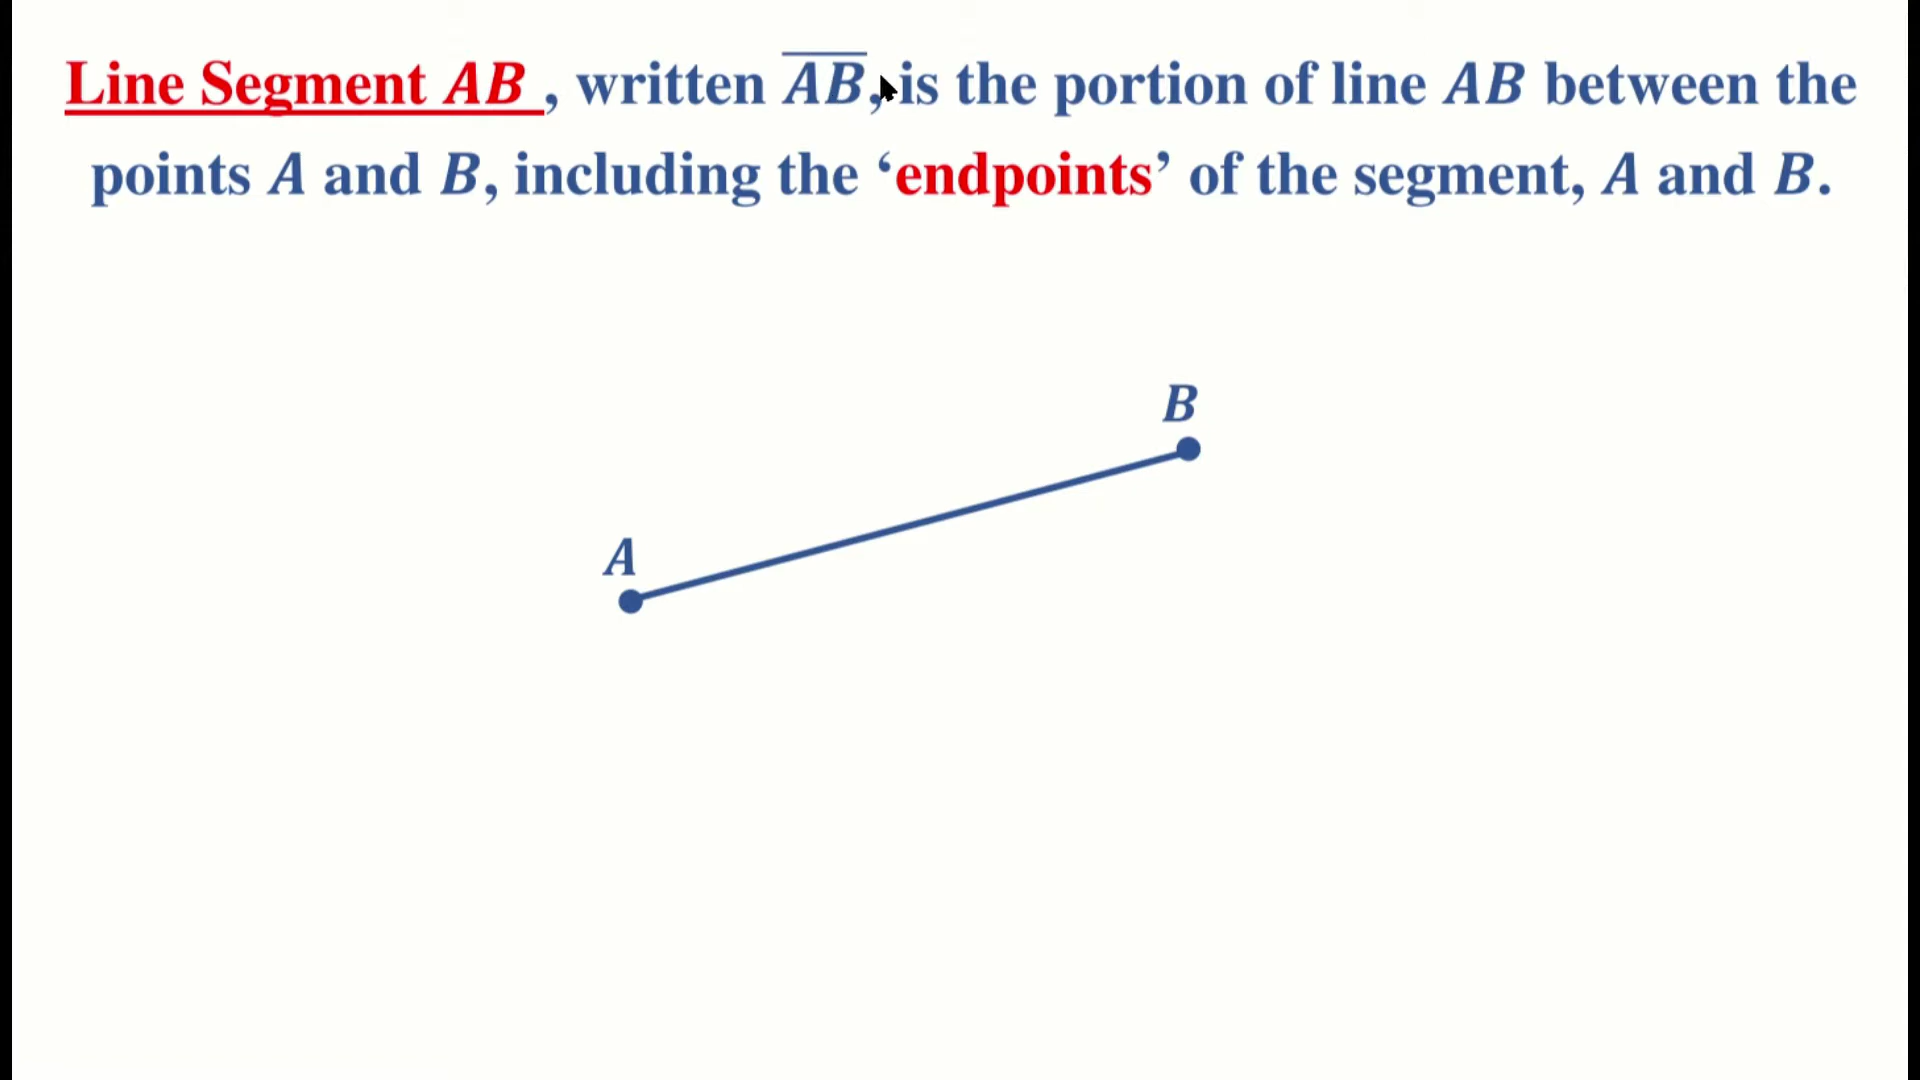 Line Segment AB , written A̅B̅, is the portion of line AB between the
points A and B, including the ‘endpoints’ of the segment, A and B.
B
A